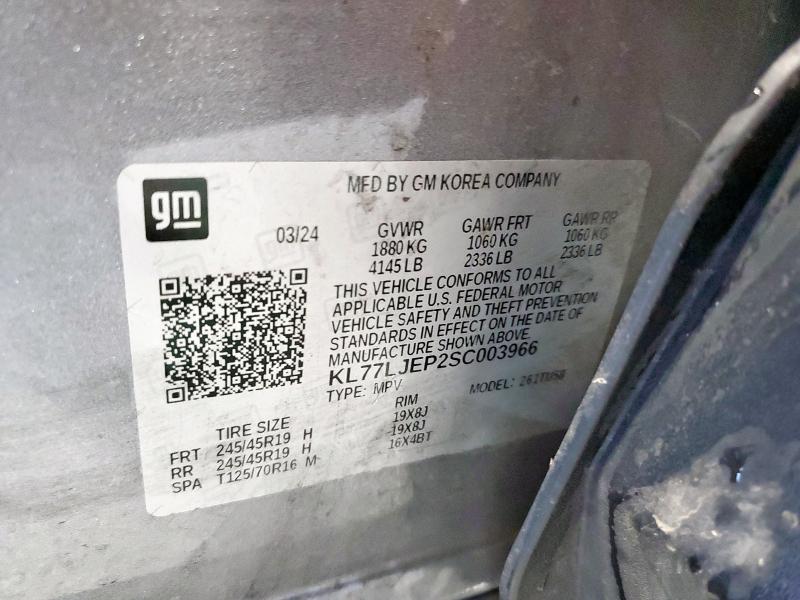 gm
MFD BY GM KOREA COMPANY
03/24 GVWR GAWR FRT GAWR RR
1880 KG 1060 KG 1060 KG
4145 LB 2336 LB 2336 LB
THIS VEHICLE CONFORMS TO ALL
APPLICABLE U.S. FEDERAL MOTOR
VEHICLE SAFETY AND THEFT PREVENTION
STANDARDS IN EFFECT ON THE DATE OF
MANUFACTURE SHOWN ABOVE.
KL77LJEP2SC003966
TYPE: MPV MODEL:
TIRE SIZE RIM
FRT 245/45R19 H 19X8J
RR 245/45R19 H 19X8J
SPA T125/70R16 M 16X4BT